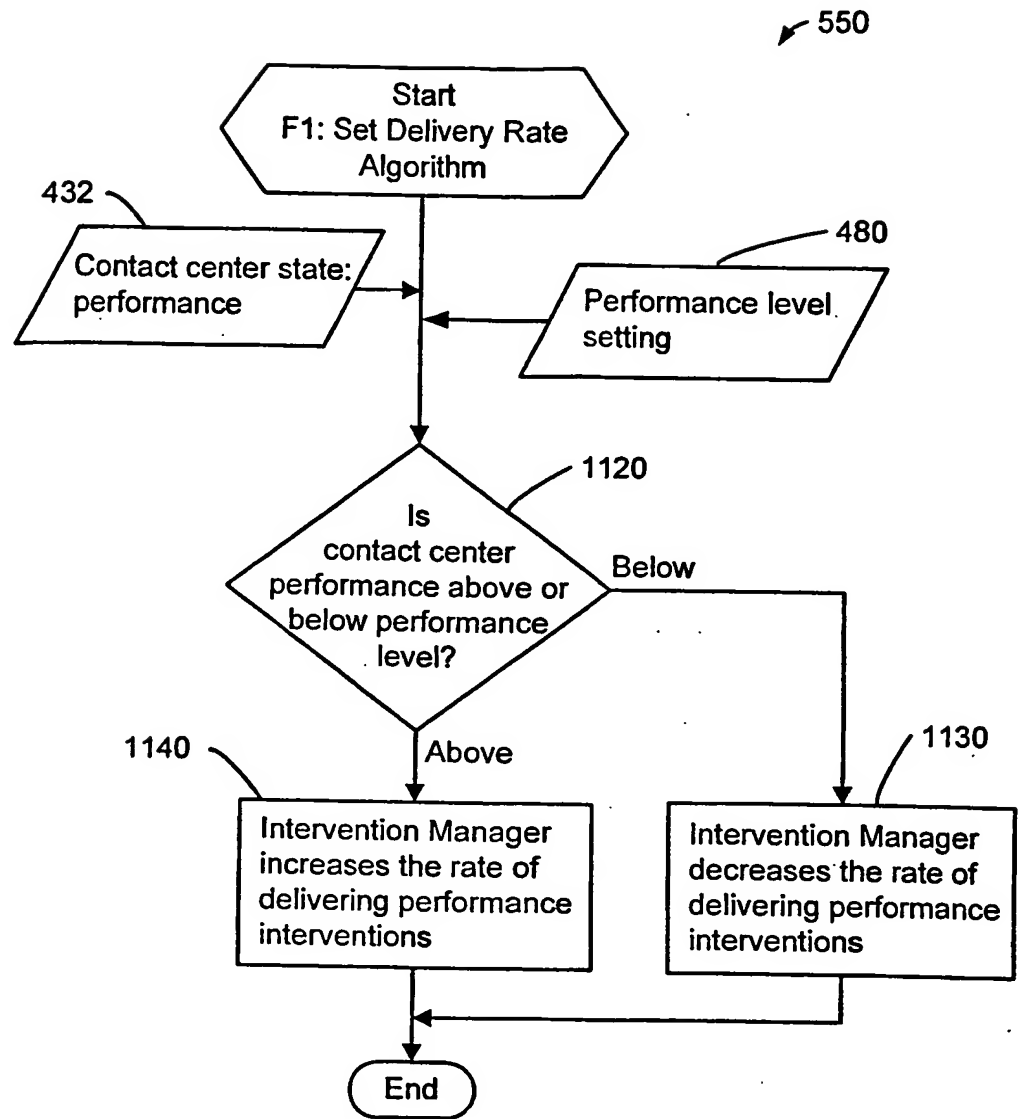 550
Start
F1: Set Delivery Rate
Algorithm
432
480
Contact center state:
performance
Performance level
setting
1120
Is
contact center
performance above or
below performance
level?
Below
Above
1140
1130
Intervention Manager
increases the rate of
delivering performance
interventions
Intervention Manager
decreases the rate of
delivering performance
interventions
End